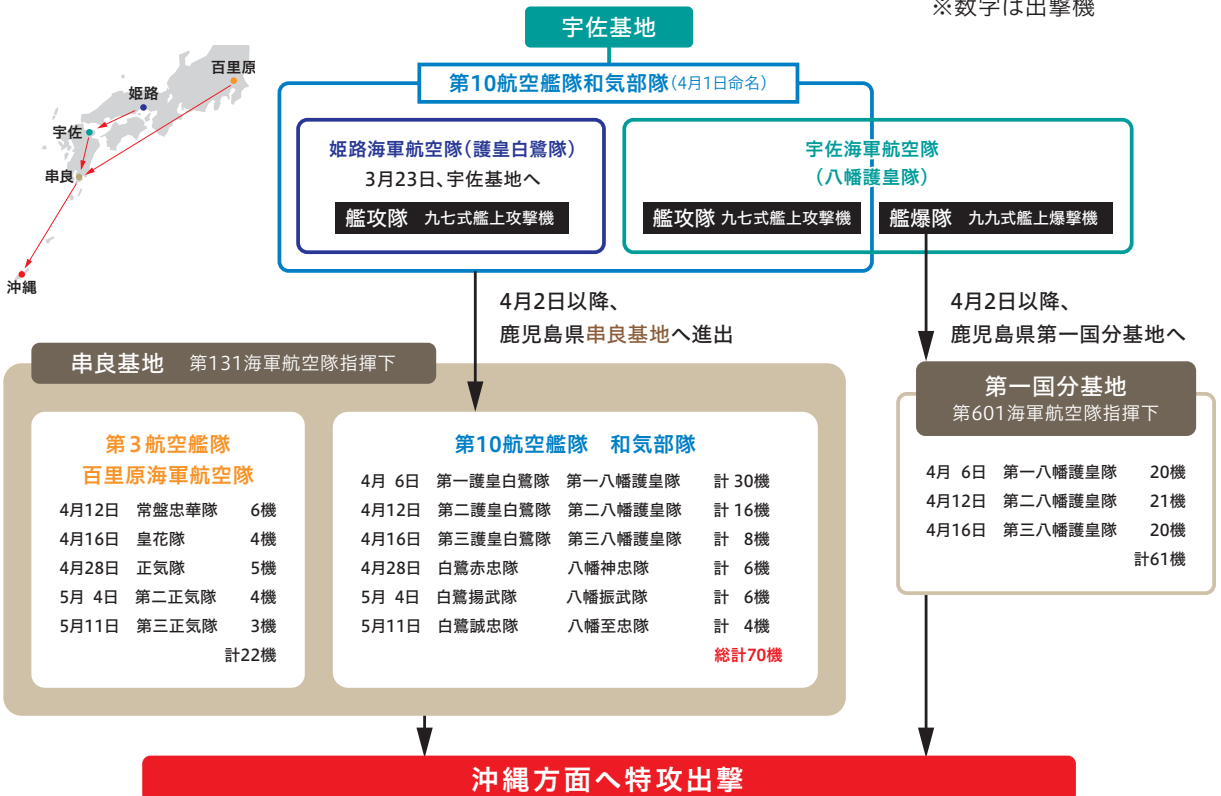 ※数字は出撃機
宇佐基地
第10航空艦隊和気部隊(4月1日命名)
百里原
姫路
宇佐
串良
沖縄
姫路海軍航空隊(護皇白鷺隊)
3月23日、宇佐基地へ
艦攻隊 九七式艦上攻撃機
宇佐海軍航空隊
(八幡護皇隊)
艦攻隊 九七式艦上攻撃機
艦爆隊 九九式艦上爆撃機
4月2日以降、
鹿児島県串良基地へ進出
4月2日以降、
鹿児島県第一国分基地へ
串良基地 第131海軍航空隊指揮下
第3航空艦隊
百里原海軍航空隊
4月12日 常盤忠華隊 6機
4月16日 皇花隊 4機
4月28日 正気隊 5機
5月 4日 第二正気隊 4機
5月11日 第三正気隊 3機
計22機
第10航空艦隊 和気部隊
4月 6日 第一護皇白鷺隊 第一八幡護皇隊 計 30機
4月12日 第二護皇白鷺隊 第二八幡護皇隊 計 16機
4月16日 第三護皇白鷺隊 第三八幡護皇隊 計 8機
4月28日 白鷺赤忠隊 八幡神忠隊 計 6機
5月 4日 白鷺揚武隊 八幡振武隊 計 6機
5月11日 白鷺誠忠隊 八幡至忠隊 計 4機
総計70機
第一国分基地
第601海軍航空隊指揮下
4月 6日 第一八幡護皇隊 20機
4月12日 第二八幡護皇隊 21機
4月16日 第三八幡護皇隊 20機
計61機
沖縄方面へ特攻出撃